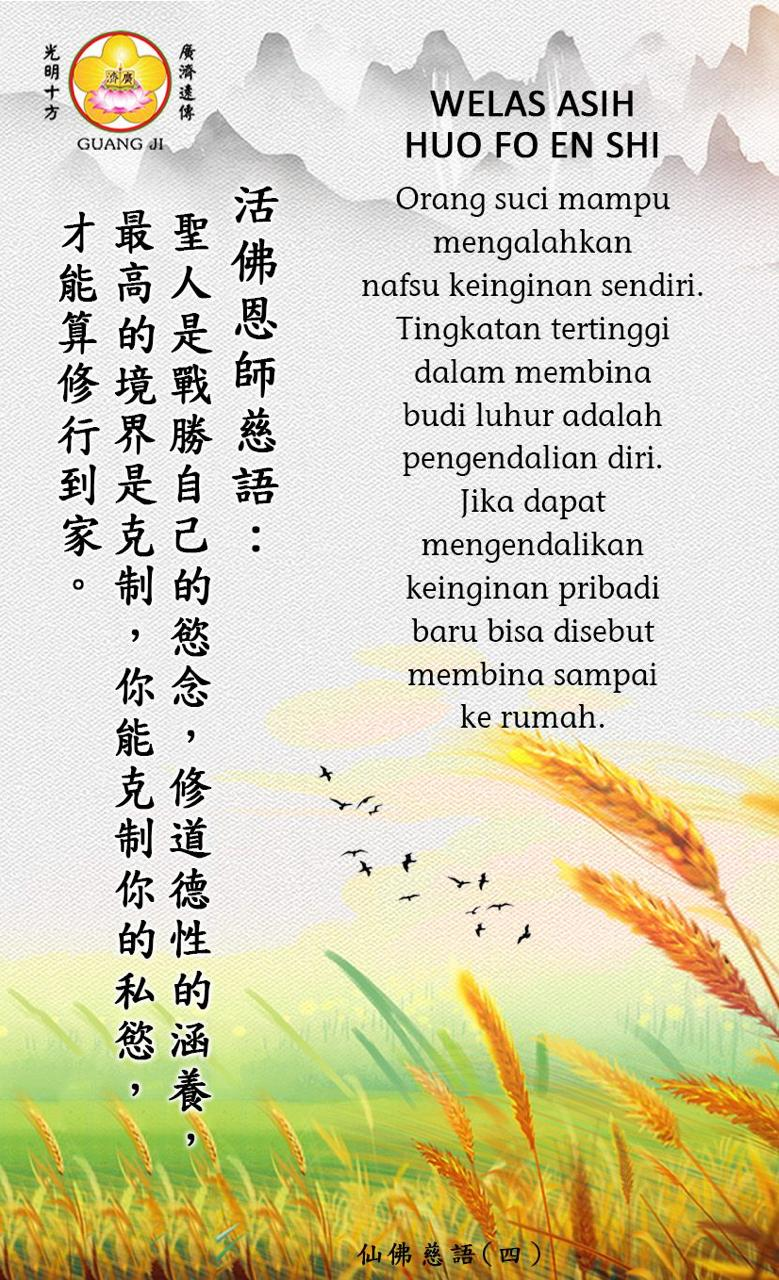 光明十方
廣濟
廣濟遠傳
GUANG JI
WELAS ASIH
HUO FO EN SHI
Orang suci mampu
mengalahkan
nafsu keinginan sendiri.
Tingkatan tertinggi
dalam membina
budi luhur adalah
pengendalian diri.
Jika dapat
mengendalikan
keinginan pribadi
baru bisa disebut
membina sampai
ke rumah.
活佛恩師慈語：
聖人是戰勝自己的慾念，修道德性的涵養，
最高的境界是克制，你能克制你的私慾，
才能算修行到家。
仙佛慈語(四)